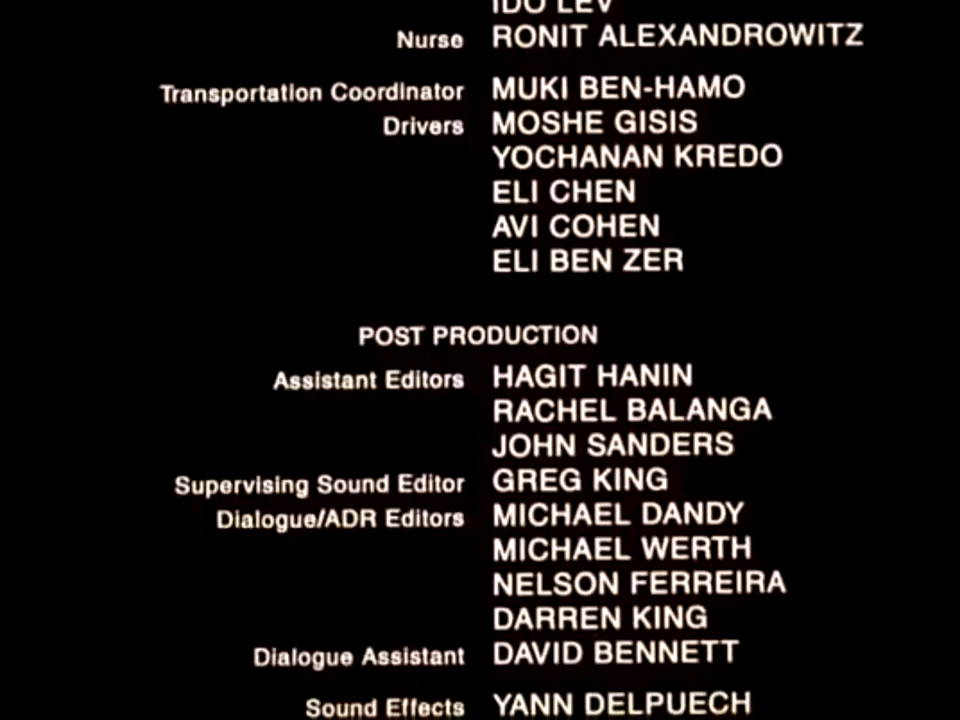 IDO LEV
Nurse RONIT ALEXANDROWITZ
Transportation Coordinator MUKI BEN-HAMO
Drivers MOSHE GISIS
YOCHANAN KREDO
ELI CHEN
AVI COHEN
ELI BEN ZER
POST PRODUCTION
Assistant Editors HAGIT HANIN
RACHEL BALANGA
JOHN SANDERS
Supervising Sound Editor GREG KING
Dialogue/ADR Editors MICHAEL DANDY
MICHAEL WERTH
NELSON FERREIRA
DARREN KING
Dialogue Assistant DAVID BENNETT
Sound Effects YANN DELPUECH